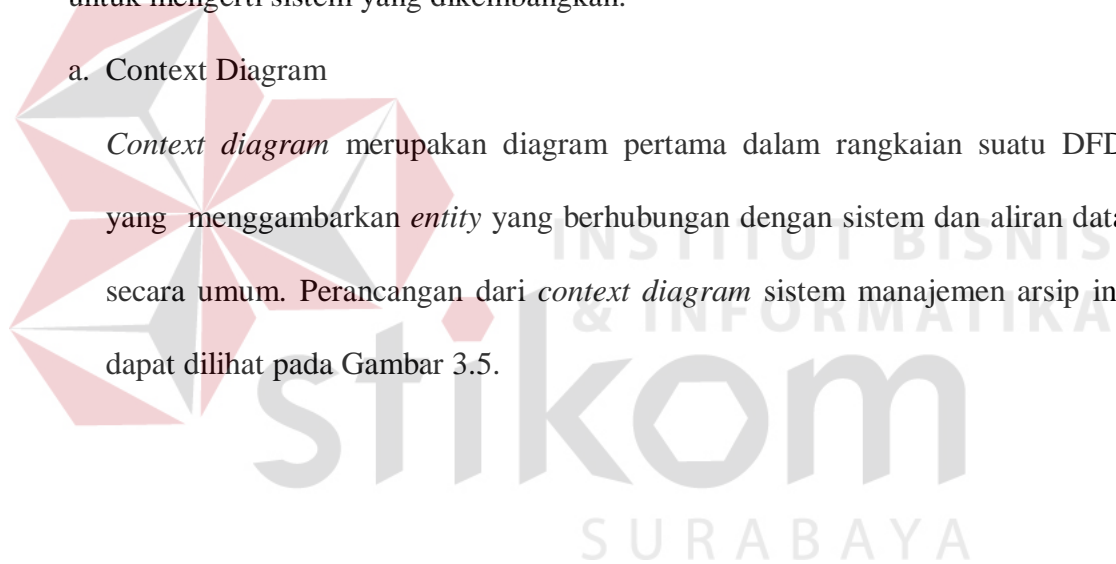 untuk mengerti sistem yang dikembangkan.
a. Context Diagram
Context diagram merupakan diagram pertama dalam rangkaian suatu DFD
yang menggambarkan entity yang berhubungan dengan sistem dan aliran data
secara umum. Perancangan dari context diagram sistem manajemen arsip in
dapat dilihat pada Gambar 3.5.
INSTITUT BISNIS
& INFORMATIKA
stikom
SURABAYA